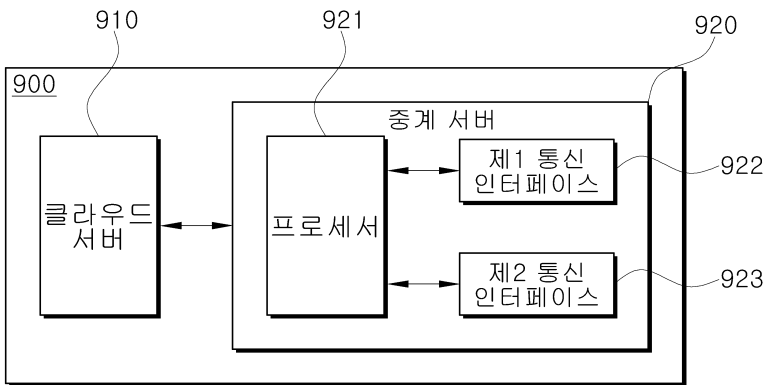 910
921
920
900
중계 서버
클라우드
서버
프로세서
제1 통신
인터페이스
922
제2 통신
인터페이스
923